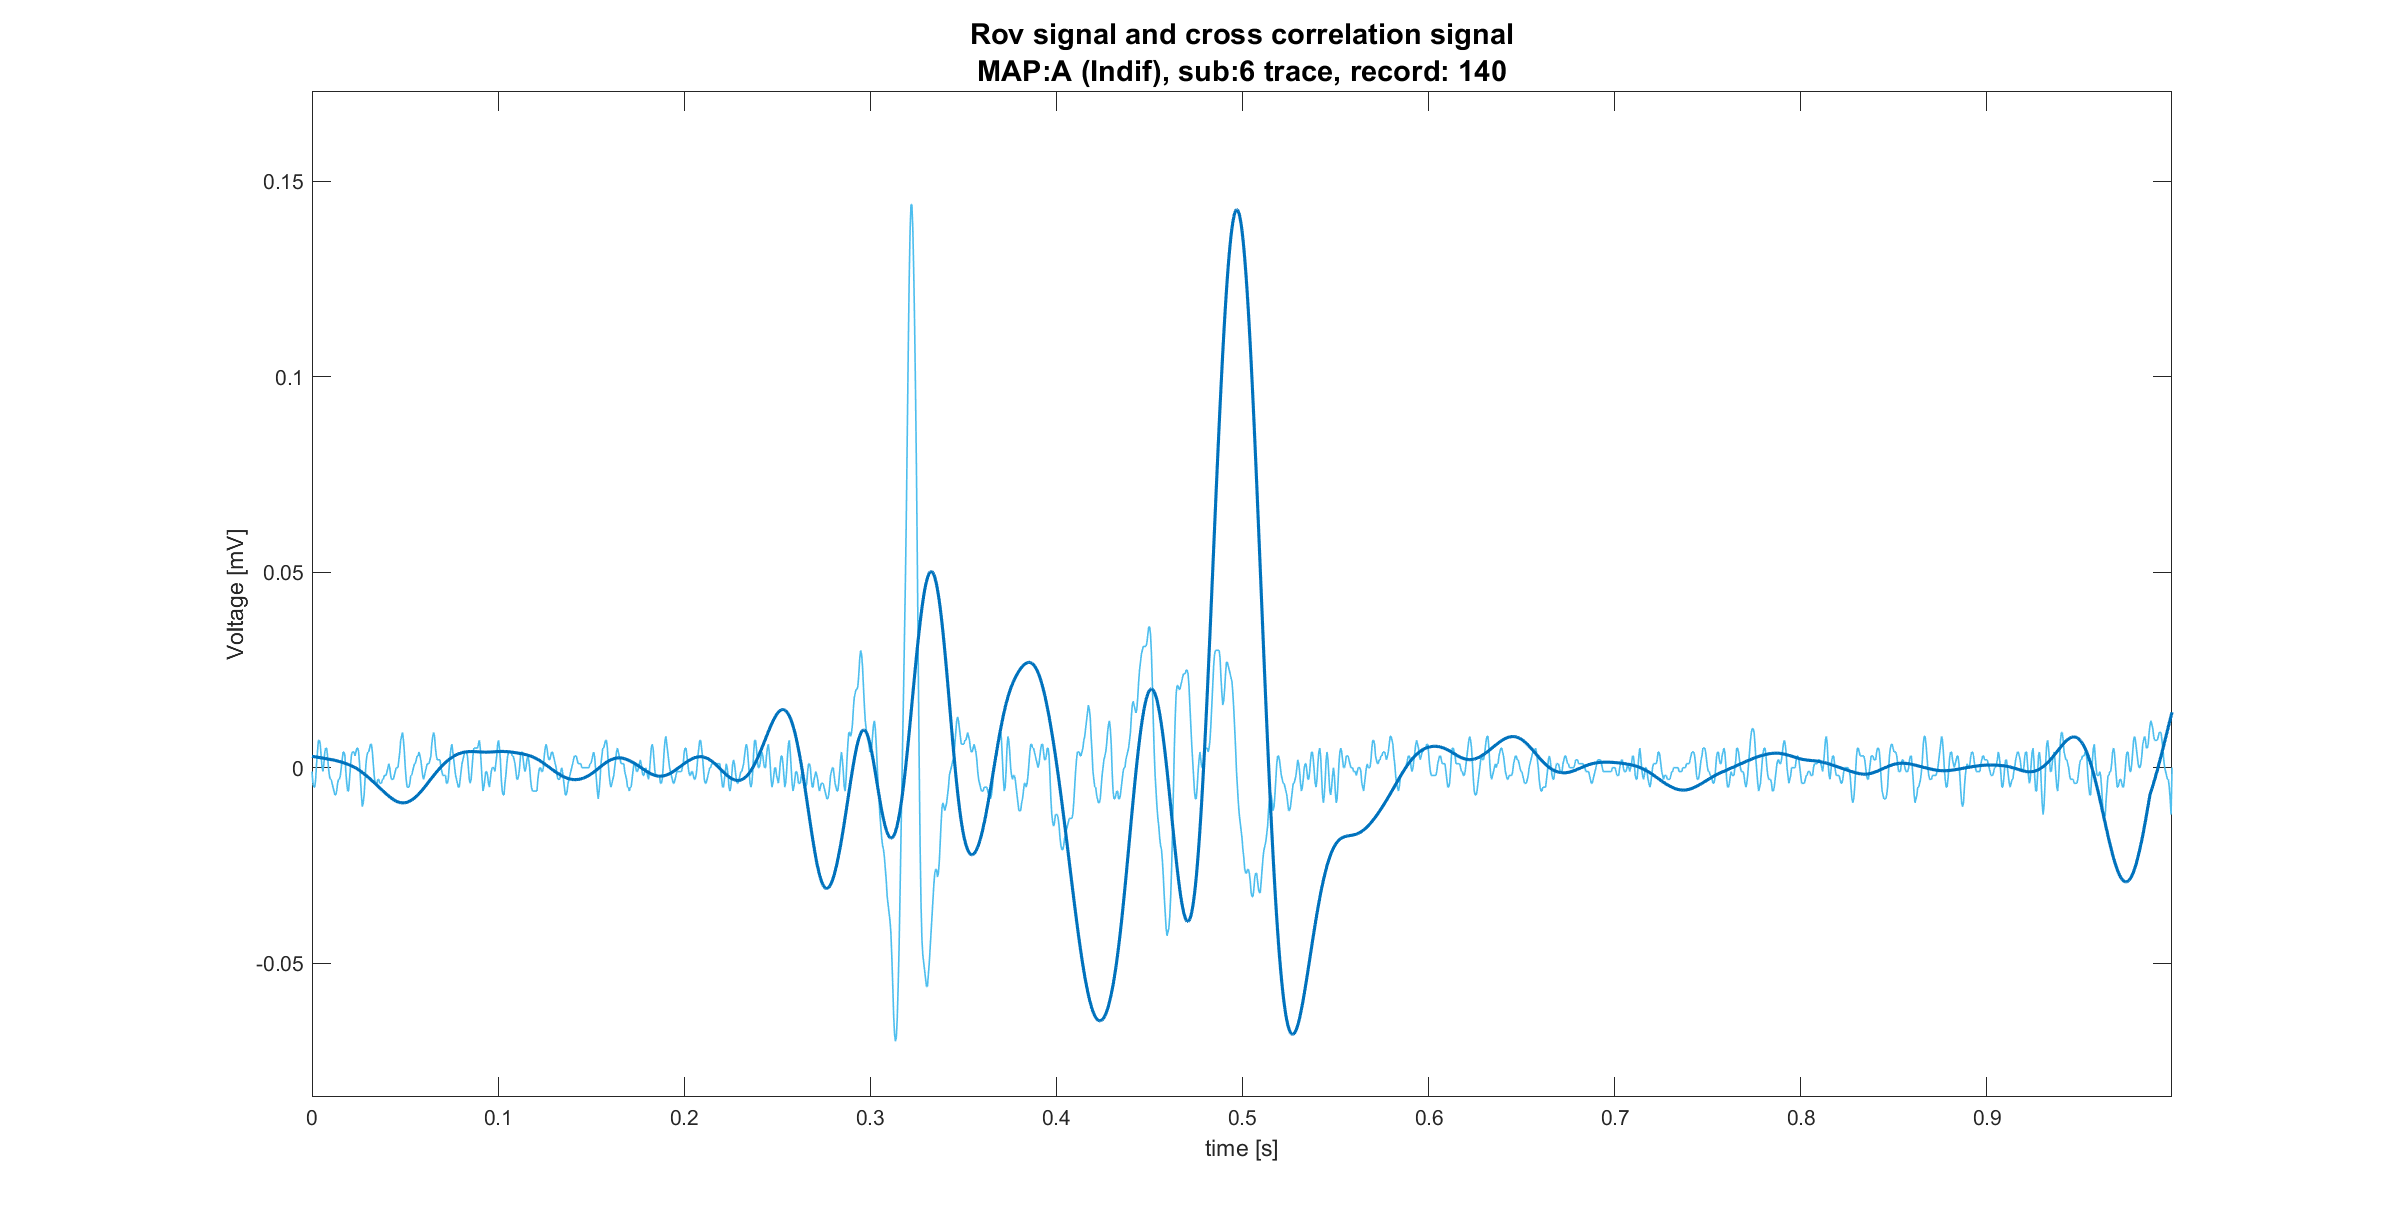 Rov signal and cross correlation signal
MAP:A (Indif), sub:6 trace, record: 140
0.15
0.1
0.05
0
-0.05
Voltage [mV]
0 0.1 0.2 0.3 0.4 0.5 0.6 0.7 0.8 0.9
time [s]